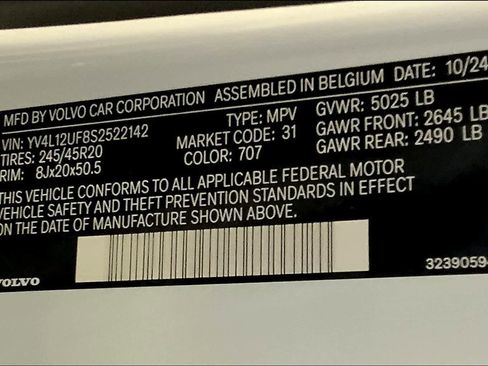 MFD BY VOLVO CAR CORPORATION ASSEMBLED IN BELGIUM DATE: 10/24
VIN: YV4L12UF8S2522142 TYPE: MPV GVWR: 5025 LB
TIRES: 245/45R20 MARKET CODE: 31 GAWR FRONT: 2645 LB
RIM: 8Jx20x50.5 COLOR: 707 GAWR REAR: 2490 LB
THIS VEHICLE CONFORMS TO ALL APPLICABLE FEDERAL MOTOR
VEHICLE SAFETY AND THEFT PREVENTION STANDARDS IN EFFECT
ON THE DATE OF MANUFACTURE SHOWN ABOVE.
VOLVO 3239059